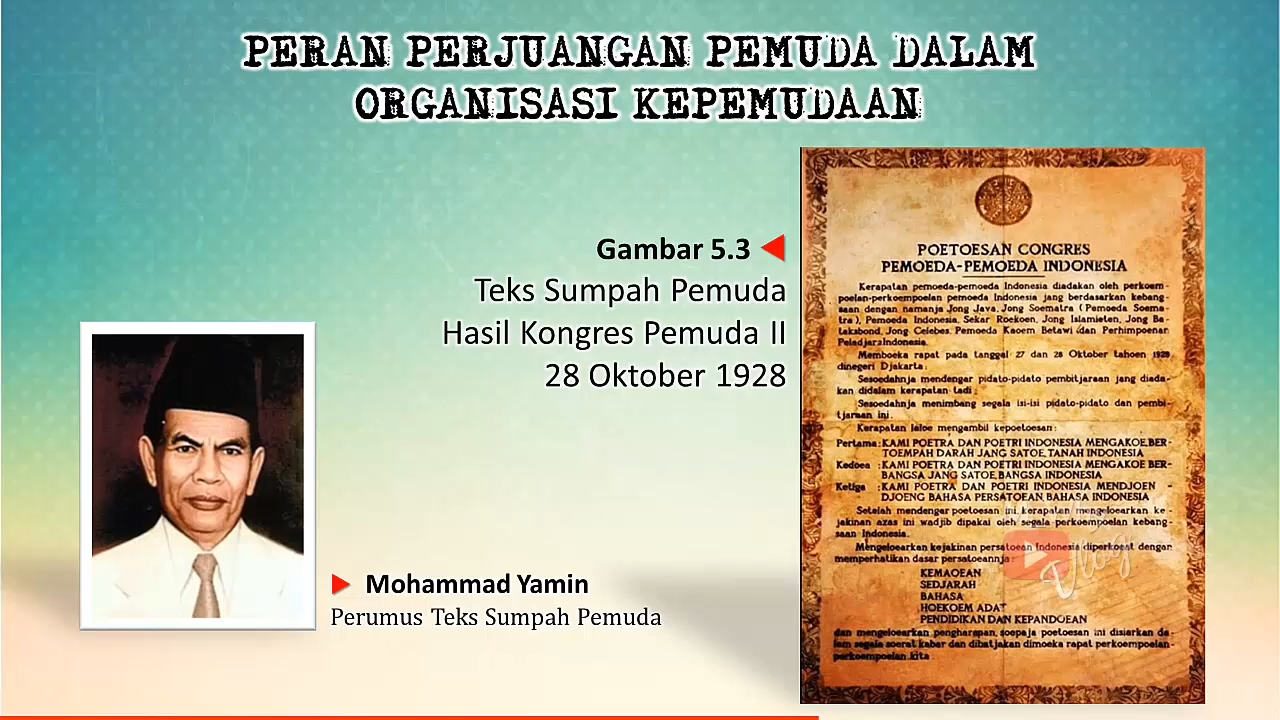 PERAN PERJUANGAN PEMUDA DALAM
ORGANISASI KEPEMUDAAN
Gambar 5.3
Teks Sumpah Pemuda
Hasil Kongres Pemuda II
28 Oktober 1928
Mohammad Yamin
Perumus Teks Sumpah Pemuda
POETOESAN CONGRES
PEMOEDA-PEMOEDA INDONESIA
Kerapatan pemoeda-pemoeda Indonesia diadakan oleh perkoem-
poelan-perkoempoelan pemoeda Indonesia jang berdasarkan kebang-
saan dengan namanja Jong Java, Jong Soematra (Pemoeda Soema-
tra), Pemoeda Indonesia, Sekar Roekoen, Jong Islamieten, Jong Ba-
taksbond, Jong Celebes, Pemoeda Kaoem Betawi dan Perhimpoenan
Peladjar2Indonesia.
Memboeka rapat pada tanggal 27 dan 28 Oktober tahoen 1928
dinegeri Djakarta;
Sesoedahnja mendengar pidato-pidato pembitjaraan jang diada-
kan didalam kerapatan tadi;
Sesoedahnja menimbang segala isi-isi pidato-pidato dan pembi-
tjaraan ini.
Kerapatan laloe mengambil kepoetoesan:
Pertama: KAMI POETRA DAN POETRI INDONESIA MENGAKOE BER-
TOEMPAH DARAH JANG SATOE, TANAH INDONESIA
Kedoea : KAMI POETRA DAN POETRI INDONESIA MENGAKOE BER-
BANGSA JANG SATOE, BANGSA INDONESIA
Ketiga : KAMI POETRA DAN POETRI INDONESIA MENDJOEN -
DJOENG BAHASA PERSATOEAN, BAHASA INDONESIA
Setelah mendengar poetoesan ini, kerapatan mengeloearkan ke-
jakinan azas ini wadjib dipakai oleh segala perkoempoelan kebang-
saan Indonesia.
Mengeloearkan kejakinan persatoean Indonesia diperkoeat dengan
memperhatikan dasar persatoeannja:
KEMAOEAN
SEDJARAH
BAHASA
HOEKOEM ADAT
PENDIDIKAN DAN KEPANDOEAN
dan mengeloearkan pengharapan, soepaja poetoesan ini disiarkan da-
lam segala soerat kabar dan dibatjakan dimoeka rapat perkoempoelan-
perkoempoelan kita.
Vlog